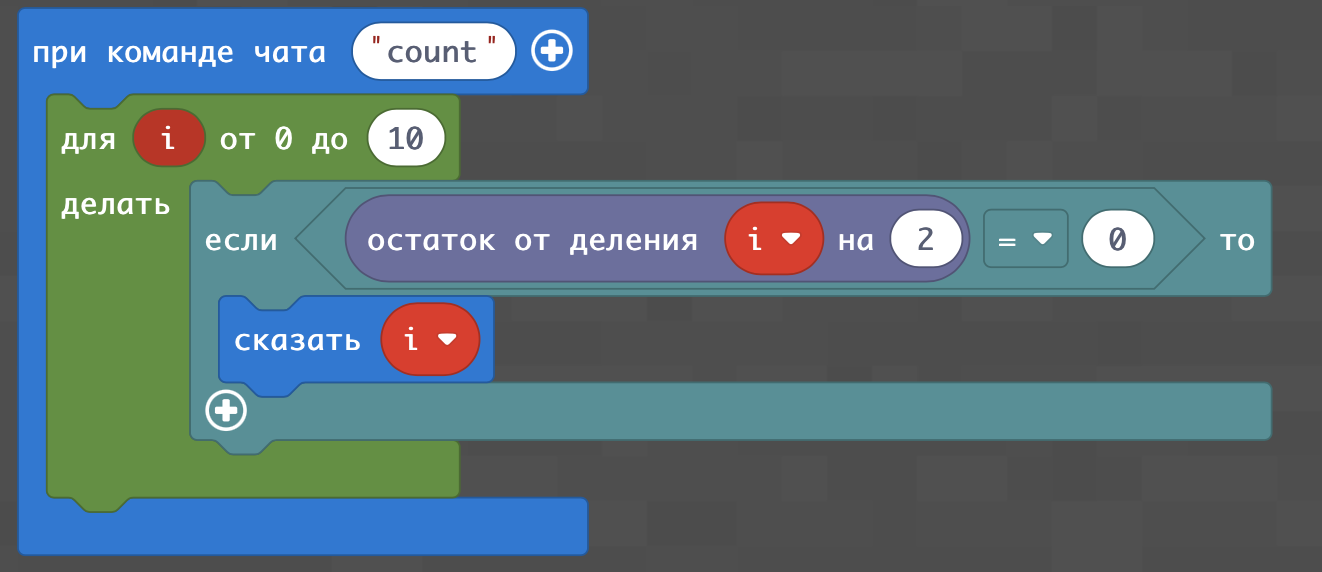 при команде чата "count"
для i от 0 до 10
делать
если остаток от деления i на 2 = 0 то
сказать i